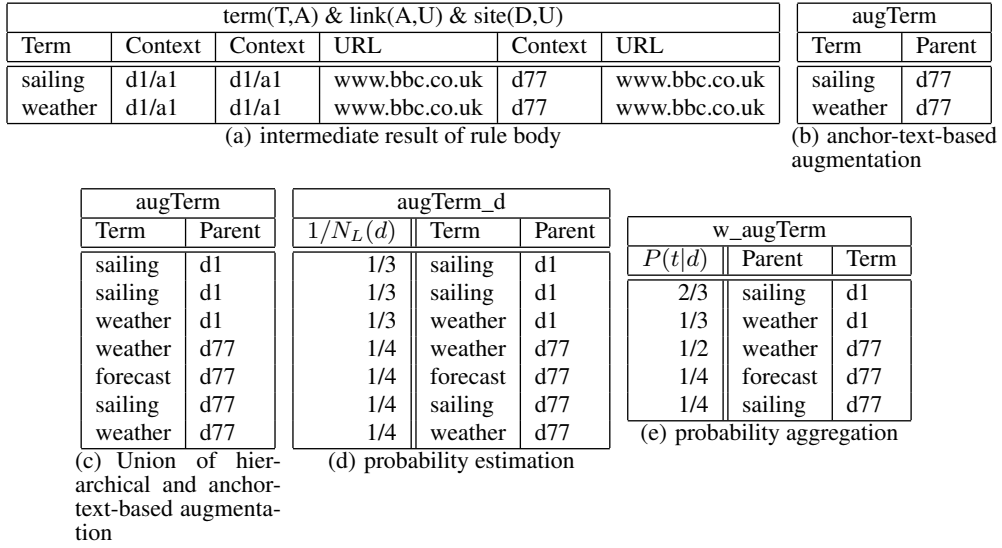 term(T,A) & link(A,U) & site(D,U)
Term Context Context URL Context URL
sailing d1/a1 d1/a1 www.bbc.co.uk d77 www.bbc.co.uk
weather d1/a1 d1/a1 www.bbc.co.uk d77 www.bbc.co.uk
(a) intermediate result of rule body
augTerm
Term Parent
sailing d77
weather d77
(b) anchor-text-based
augmentation
augTerm
Term Parent
sailing d1
sailing d1
weather d1
weather d77
forecast d77
sailing d77
weather d77
(c) Union of hier-
archical and anchor-
text-based augmenta-
tion
augTerm_d
1/N_L(d) Term Parent
1/3 sailing d1
1/3 sailing d1
1/3 weather d1
1/4 weather d77
1/4 forecast d77
1/4 sailing d77
1/4 weather d77
(d) probability estimation
w_augTerm
P(t|d) Parent Term
2/3 sailing d1
1/3 weather d1
1/2 weather d77
1/4 forecast d77
1/4 sailing d77
(e) probability aggregation